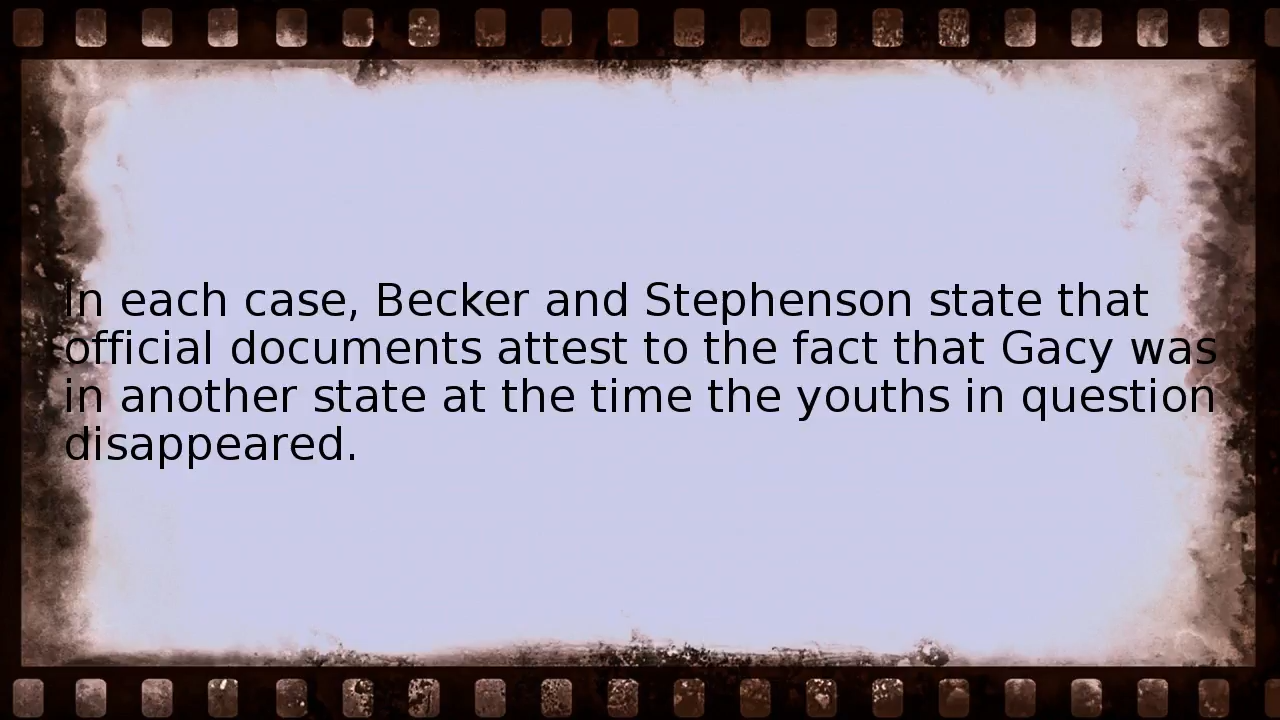 In each case, Becker and Stephenson state that
official documents attest to the fact that Gacy was
in another state at the time the youths in question
disappeared.